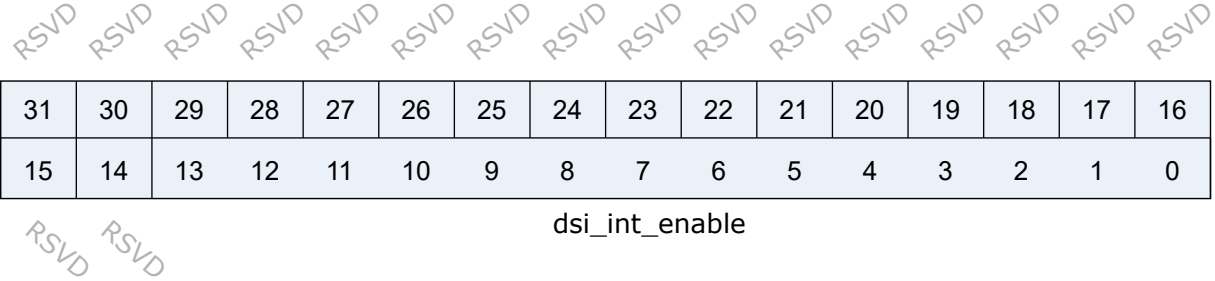 RSVD RSVD RSVD RSVD RSVD RSVD RSVD RSVD RSVD RSVD RSVD RSVD RSVD RSVD RSVD RSVD
31 30 29 28 27 26 25 24 23 22 21 20 19 18 17 16
15 14 13 12 11 10 9 8 7 6 5 4 3 2 1 0
dsi_int_enable
RSVD RSVD